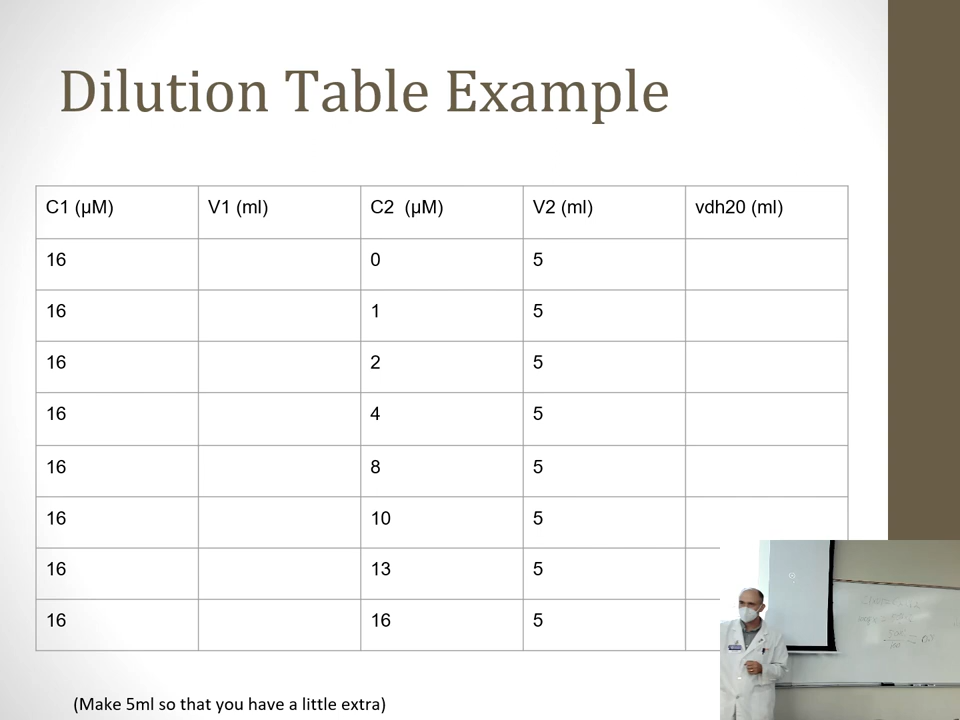 Dilution Table Example
C1 (µM) V1 (ml) C2 (µM) V2 (ml) vdh20 (ml)
16 0 5
16 1 5
16 2 5
16 4 5
16 8 5
16 10 5
16 13 5
16 16 5
(Make 5ml so that you have a little extra)